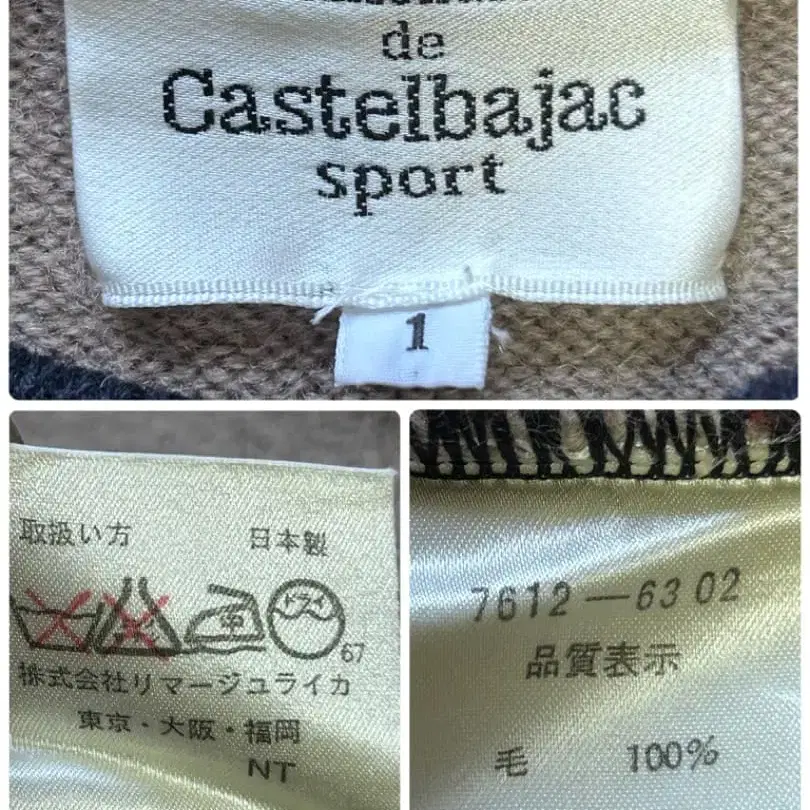 de
Castelbajac
sport
1
取扱い方 日本製
ドライ
67
株式会社リマージュライカ
東京・大阪・福岡
NT
7612-6302
品質表示
毛 100%